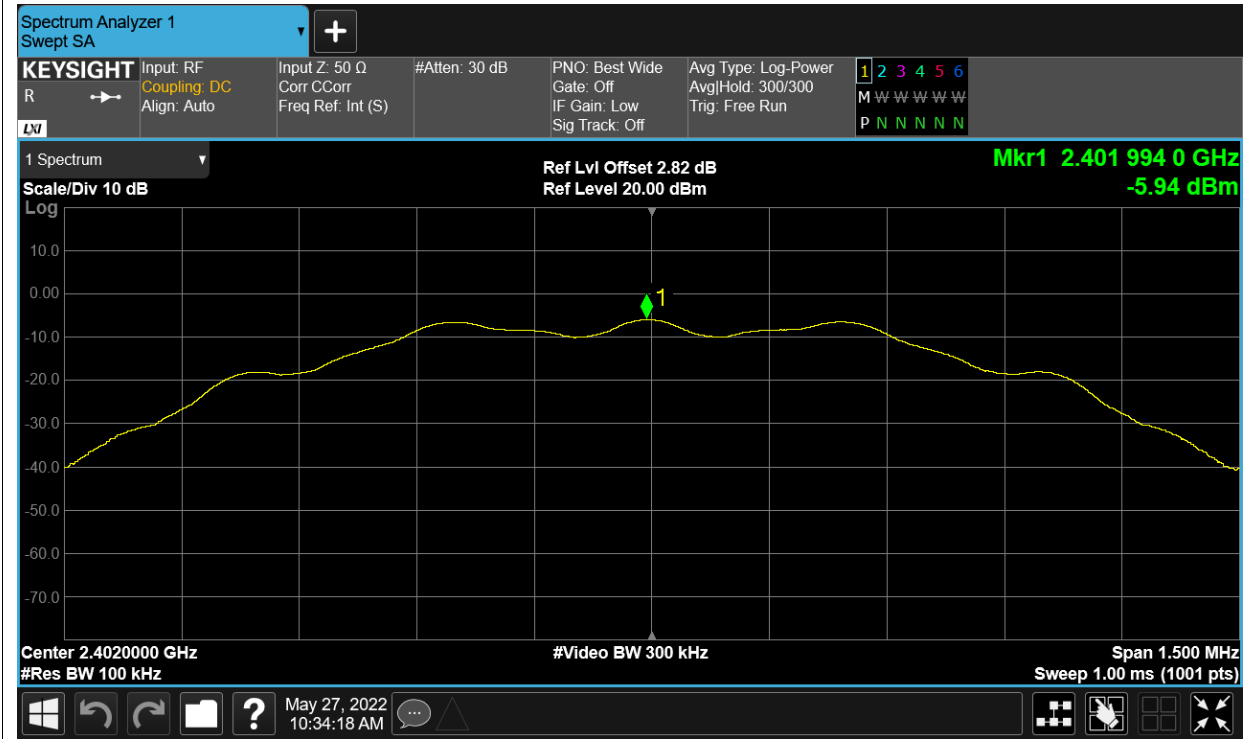 Spectrum Analyzer 1
Swept SA
KEYSIGHT
R
LXI
Input: RF
Coupling: DC
Align: Auto
Input Z: 50 Ω
Corr CCorr
Freq Ref: Int (S)
#Atten: 30 dB
PNO: Best Wide
Gate: Off
IF Gain: Low
Sig Track: Off
Avg Type: Log-Power
Avg|Hold: 300/300
Trig: Free Run
1 2 3 4 5 6
M W W W W W
P N N N N N
1 Spectrum
Scale/Div 10 dB
Log
Ref Lvl Offset 2.82 dB
Ref Level 20.00 dBm
Mkr1 2.401 994 0 GHz
-5.94 dBm
1
10.0
0.00
-10.0
-20.0
-30.0
-40.0
-50.0
-60.0
-70.0
Center 2.4020000 GHz
#Res BW 100 kHz
#Video BW 300 kHz
Span 1.500 MHz
Sweep 1.00 ms (1001 pts)
?
May 27, 2022
10:34:18 AM